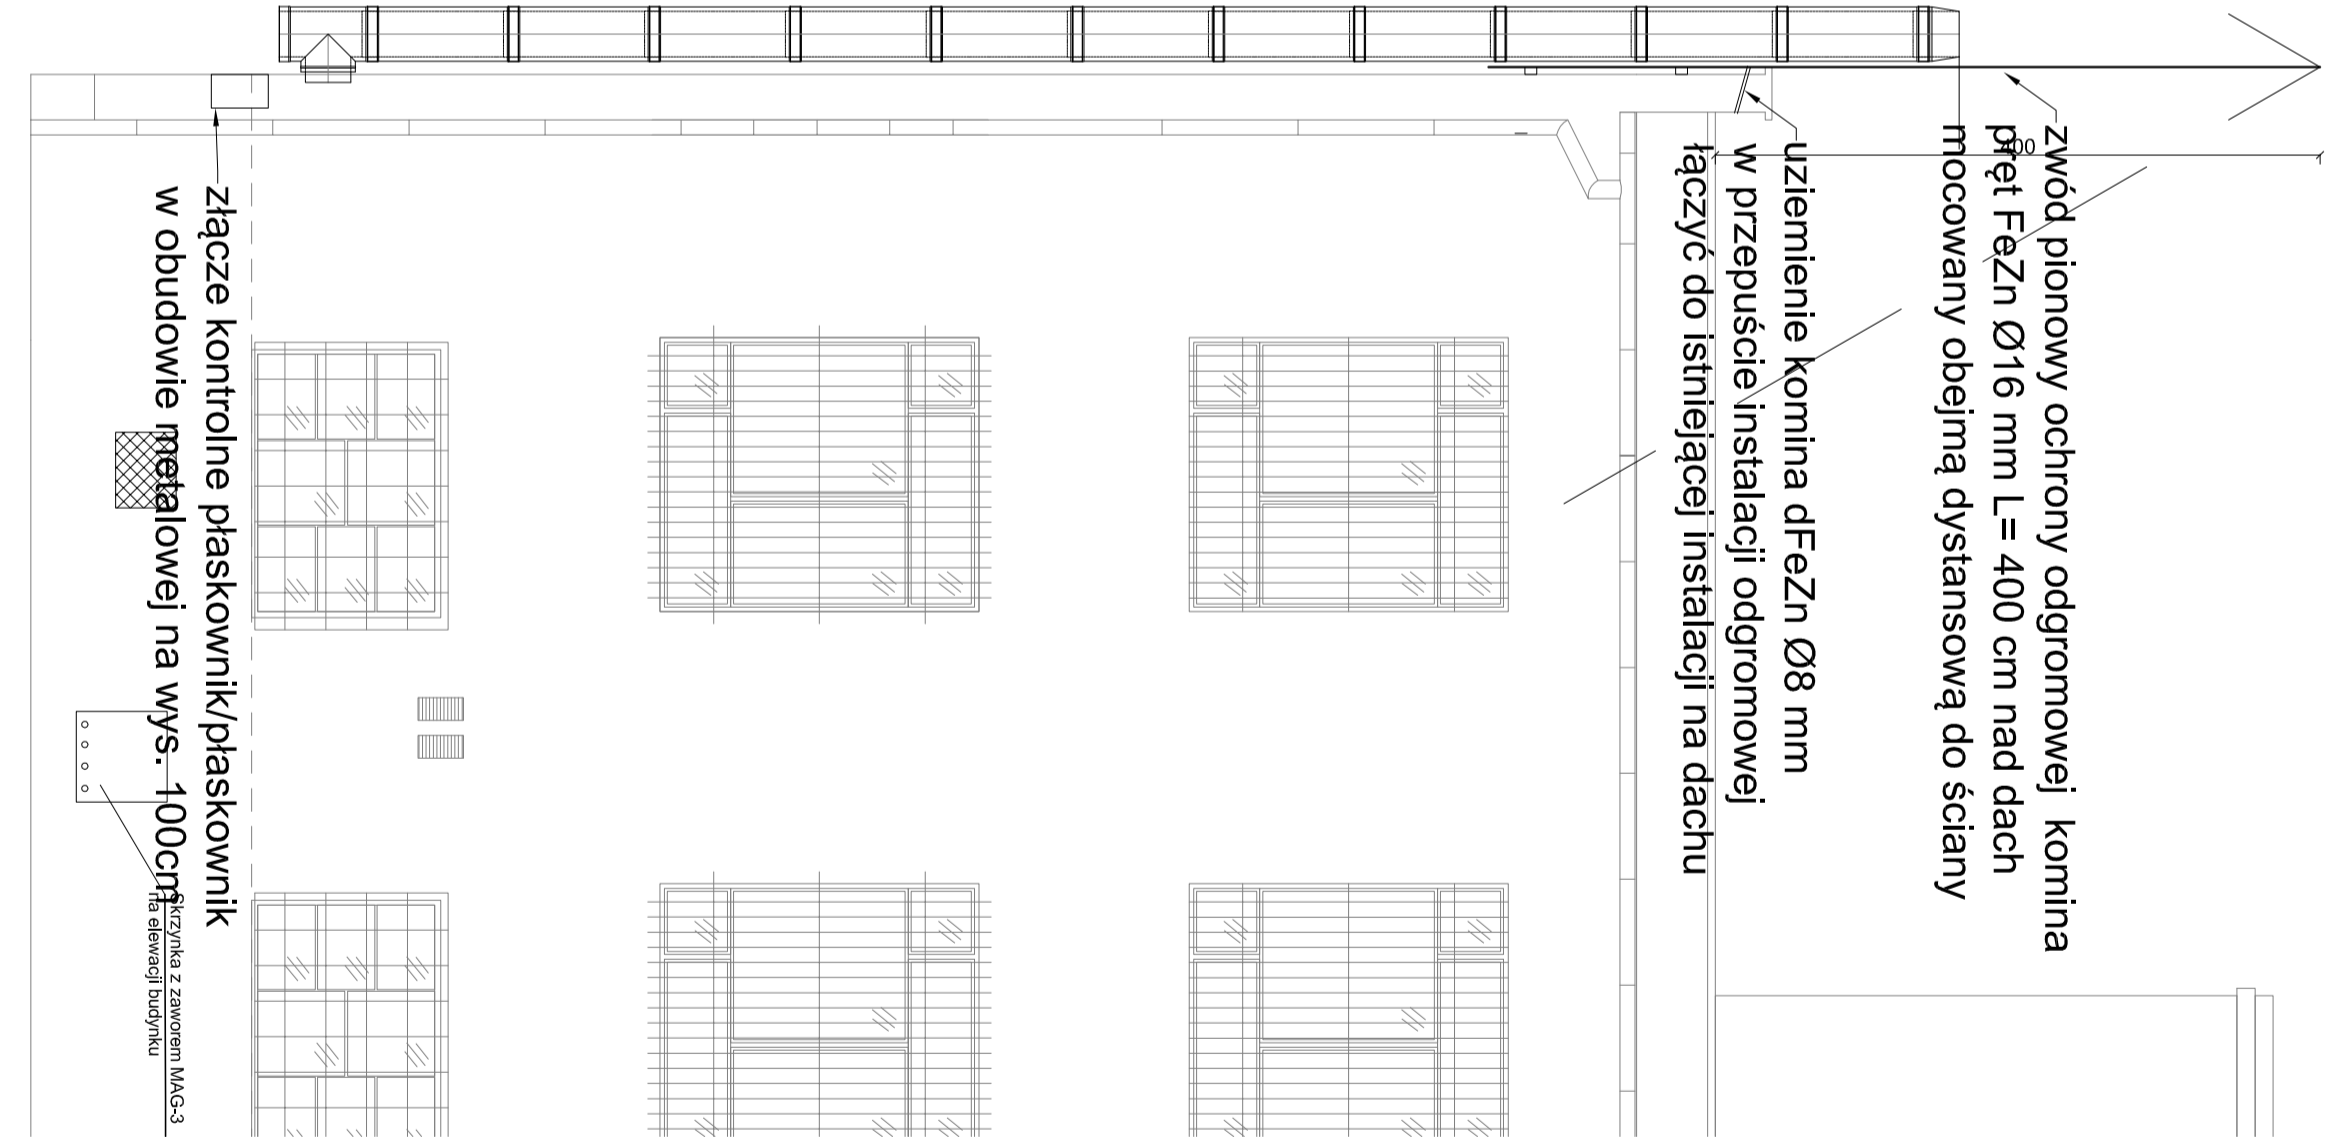 zwód pionowy ochrony odgromowej komina
pręt FeZn Ø16 mm L= 400 cm nad dach
mocowany obejmą dystansową do ściany
400
uziemienie komina dFeZn Ø8 mm
w przepuście instalacji odgromowej
łączyć do istniejącej instalacji na dachu
złącze kontrolne płaskownik/płaskownik
w obudowie metalowej na wys. 100cm
Skrzynka z zaworem MAG-3
na elewacji budynku